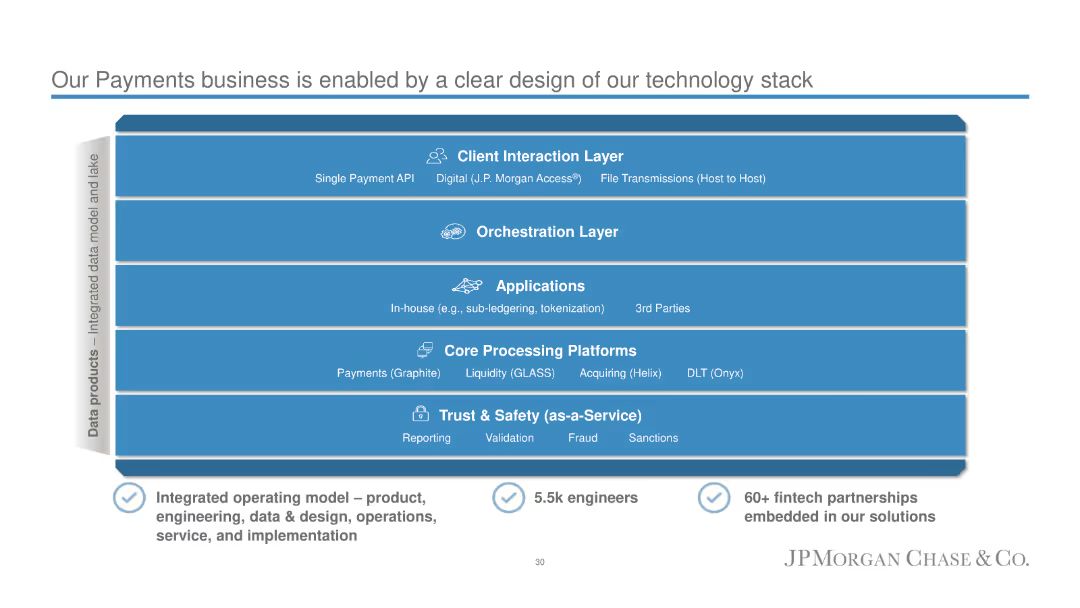 Our Payments business is enabled by a clear design of our technology stack
Data products – Integrated data model and lake
Client Interaction Layer
Single Payment API Digital (J.P. Morgan Access®) File Transmissions (Host to Host)
Orchestration Layer
Applications
In-house (e.g., sub-ledgering, tokenization) 3rd Parties
Core Processing Platforms
Payments (Graphite) Liquidity (GLASS) Acquiring (Helix) DLT (Onyx)
Trust & Safety (as-a-Service)
Reporting Validation Fraud Sanctions
Integrated operating model – product,
engineering, data & design, operations,
service, and implementation
5.5k engineers
60+ fintech partnerships
embedded in our solutions
30
JPMORGAN CHASE & CO.